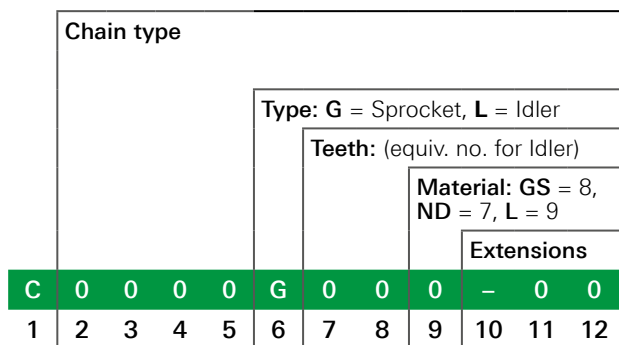 Chain type
Type: G = Sprocket, L = Idler
Teeth: (equiv. no. for Idler)
Material: GS = 8,
ND = 7, L = 9
Extensions
C 0 0 0 0 G 0 0 0 – 0 0
1 2 3 4 5 6 7 8 9 10 11 12